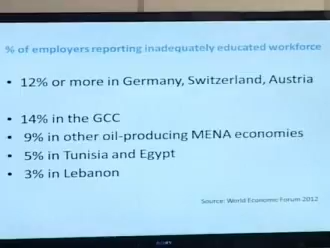 % of employers reporting inadequately educated workforce
• 12% or more in Germany, Switzerland, Austria
• 14% in the GCC
• 9% in other oil-producing MENA economies
• 5% in Tunisia and Egypt
• 3% in Lebanon
Source: World Economic Forum 2012
SONY